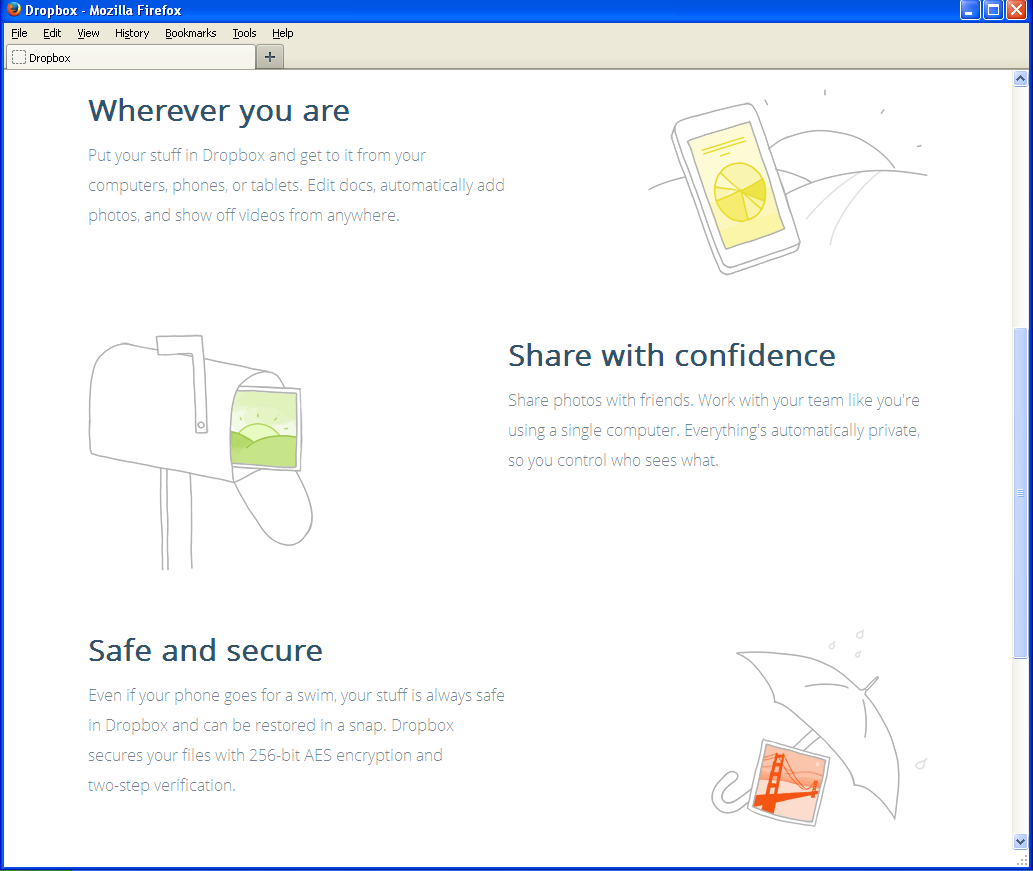 Dropbox - Mozilla Firefox
File Edit View History Bookmarks Tools Help
Dropbox
Wherever you are
Put your stuff in Dropbox and get to it from your
computers, phones, or tablets. Edit docs, automatically add
photos, and show off videos from anywhere.
Share with confidence
Share photos with friends. Work with your team like you're
using a single computer. Everything's automatically private,
so you control who sees what.
Safe and secure
Even if your phone goes for a swim, your stuff is always safe
in Dropbox and can be restored in a snap. Dropbox
secures your files with 256-bit AES encryption and
two-step verification.